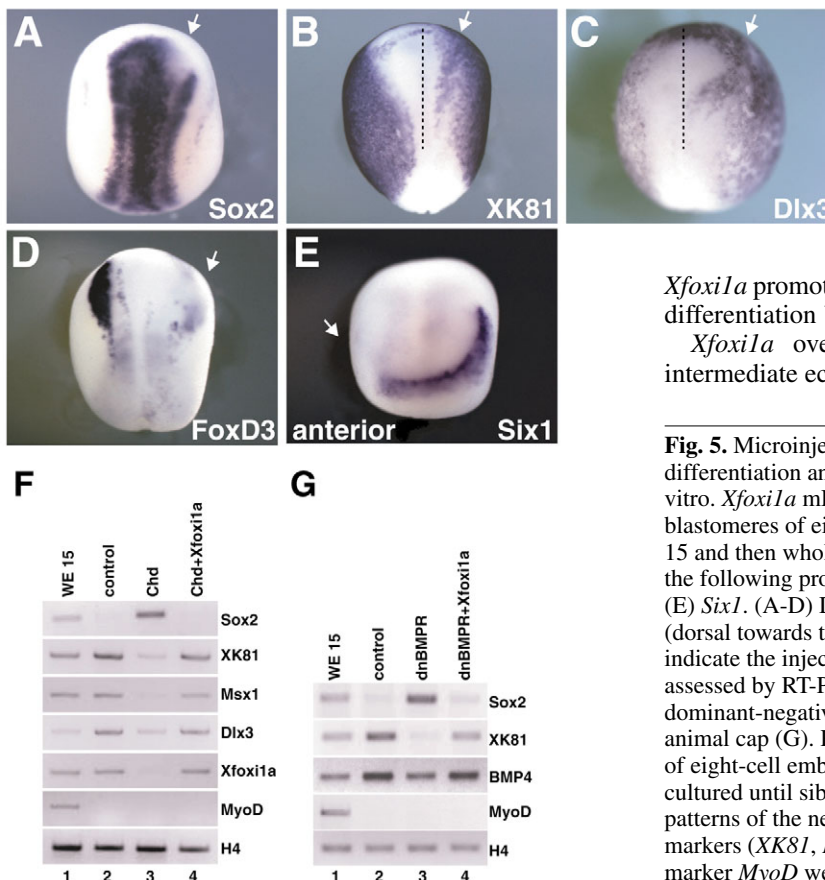 A
Sox2
B
XK81
C
Dlx3
D
FoxD3
E
anterior
Six1
Xfoxi1a promot
differentiation
Xfoxi1a ove
intermediate ec
F
WE 15
control
Chd
Chd+Xfoxi1a
Sox2
XK81
Msx1
Dlx3
Xfoxi1a
MyoD
H4
1 2 3 4
G
WE 15
control
dnBMPR
dnBMPR+Xfoxi1a
Sox2
XK81
BMP4
MyoD
H4
1 2 3 4
Fig. 5. Microinje
differentiation an
vitro. Xfoxi1a mR
blastomeres of ei
15 and then whol
the following pro
(E) Six1. (A-D) D
(dorsal towards t
indicate the injec
assessed by RT-P
dominant-negativ
animal cap (G). 
of eight-cell emb
cultured until sib
patterns of the ne
markers (XK81,
marker MyoD we